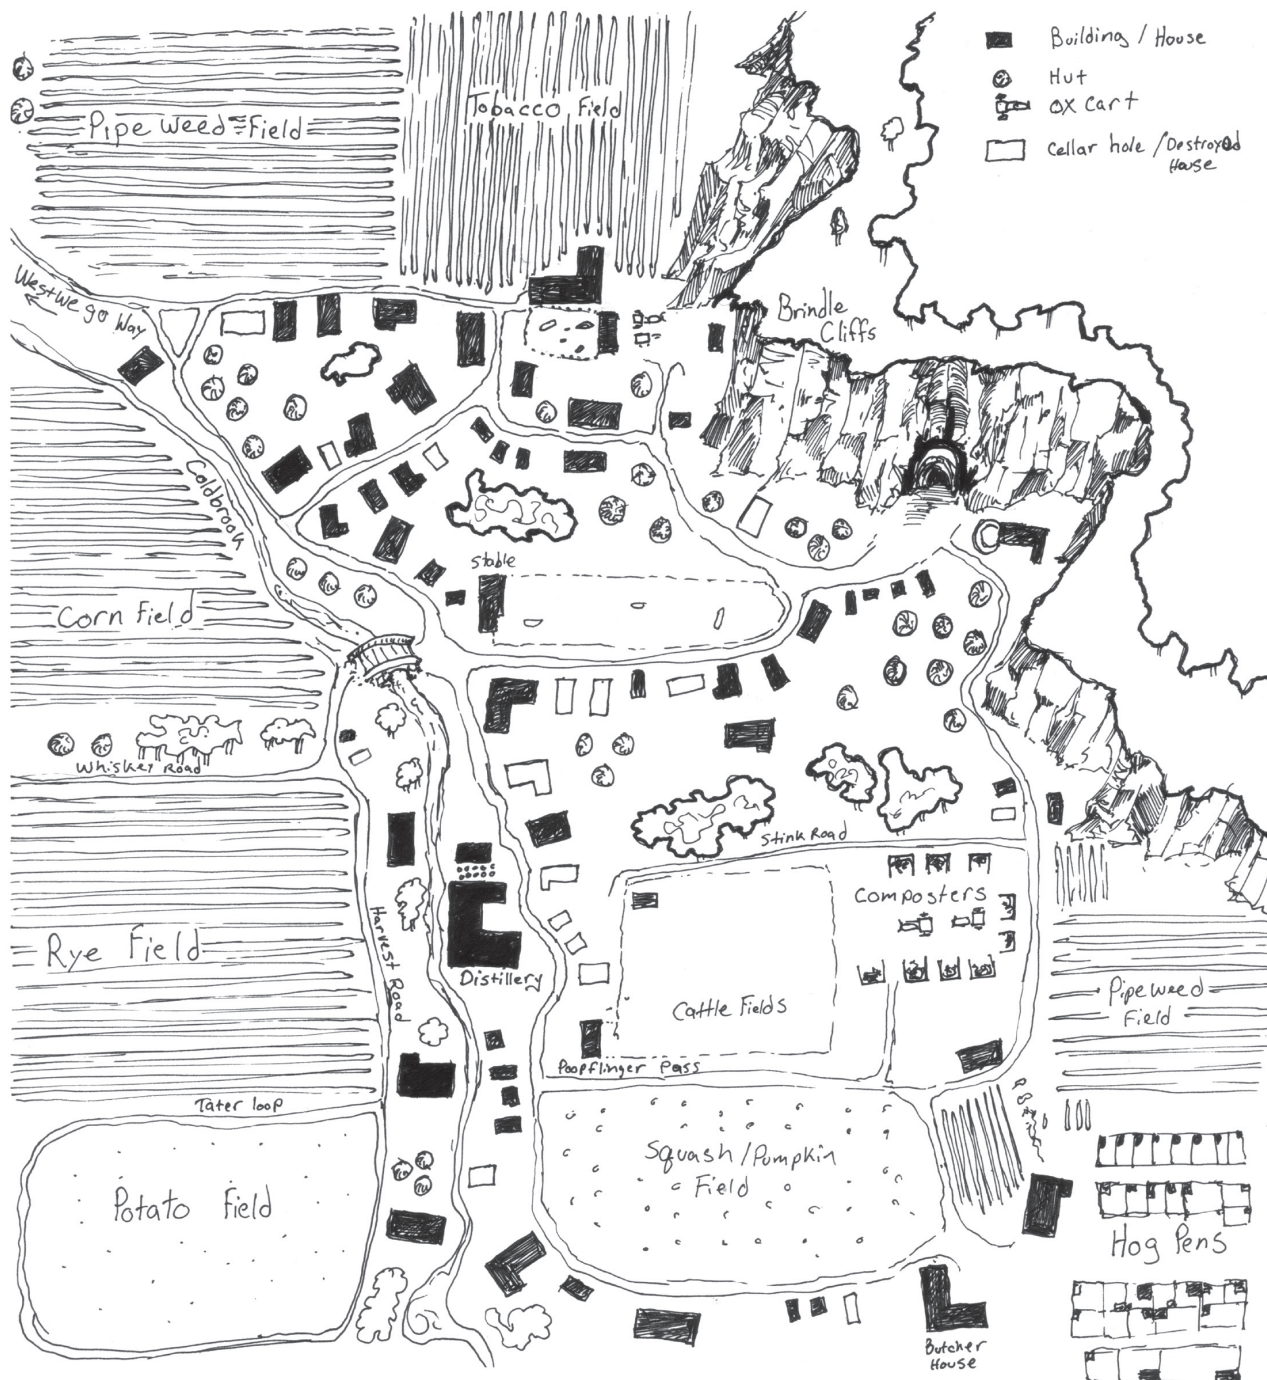 Building / House
Hut
ox cart
Cellar hole / Destroyed
House
Tobacco Field
Pipe weed Field
Westwego Way
Brindle
Cliffs
Coldbrook
Stable
Corn field
Whiskey Road
Stink Road
Composters
Rye Field
Harvest Road
Distillery
Cattle Fields
Pipeweed
Field
Poopflinger Pass
Tater loop
Squash/Pumpkin
Field
Potato Field
Hog Pens
Butcher
House